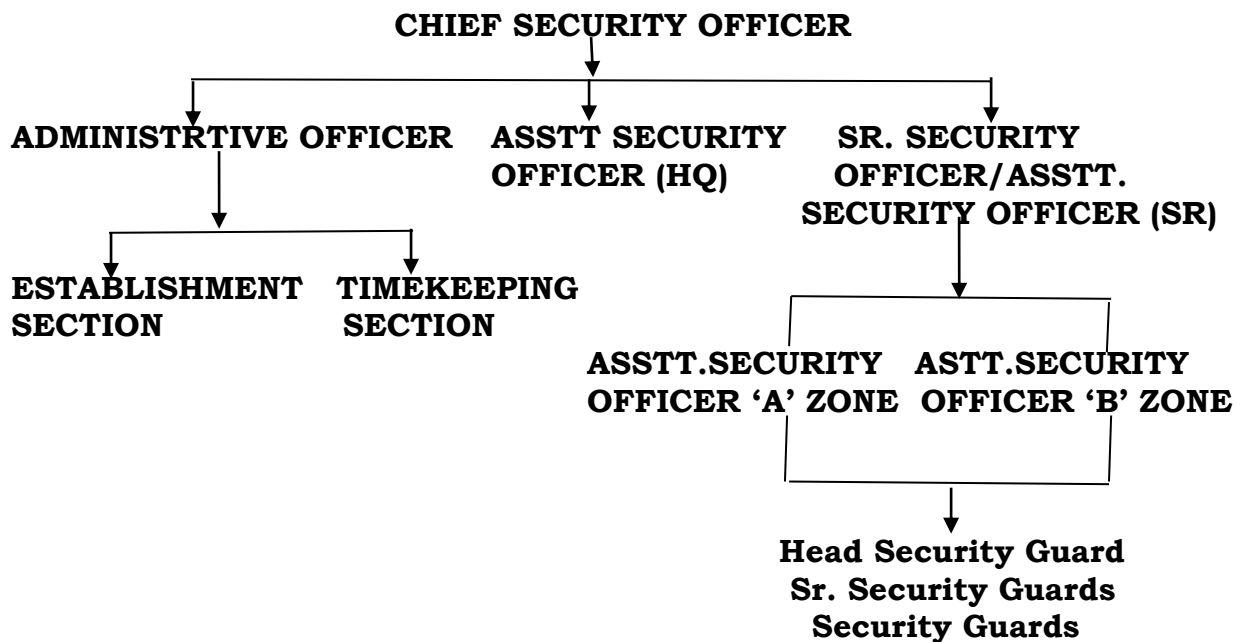 CHIEF SECURITY OFFICER
ADMINISTRTIVE OFFICER
ASSTT SECURITY
OFFICER (HQ)
SR. SECURITY
OFFICER/ASSTT.
SECURITY OFFICER (SR)
ESTABLISHMENT
SECTION
TIMEKEEPING
SECTION
ASSTT.SECURITY
OFFICER ‘A’ ZONE
ASTT.SECURITY
OFFICER ‘B’ ZONE
Head Security Guard
Sr. Security Guards
Security Guards